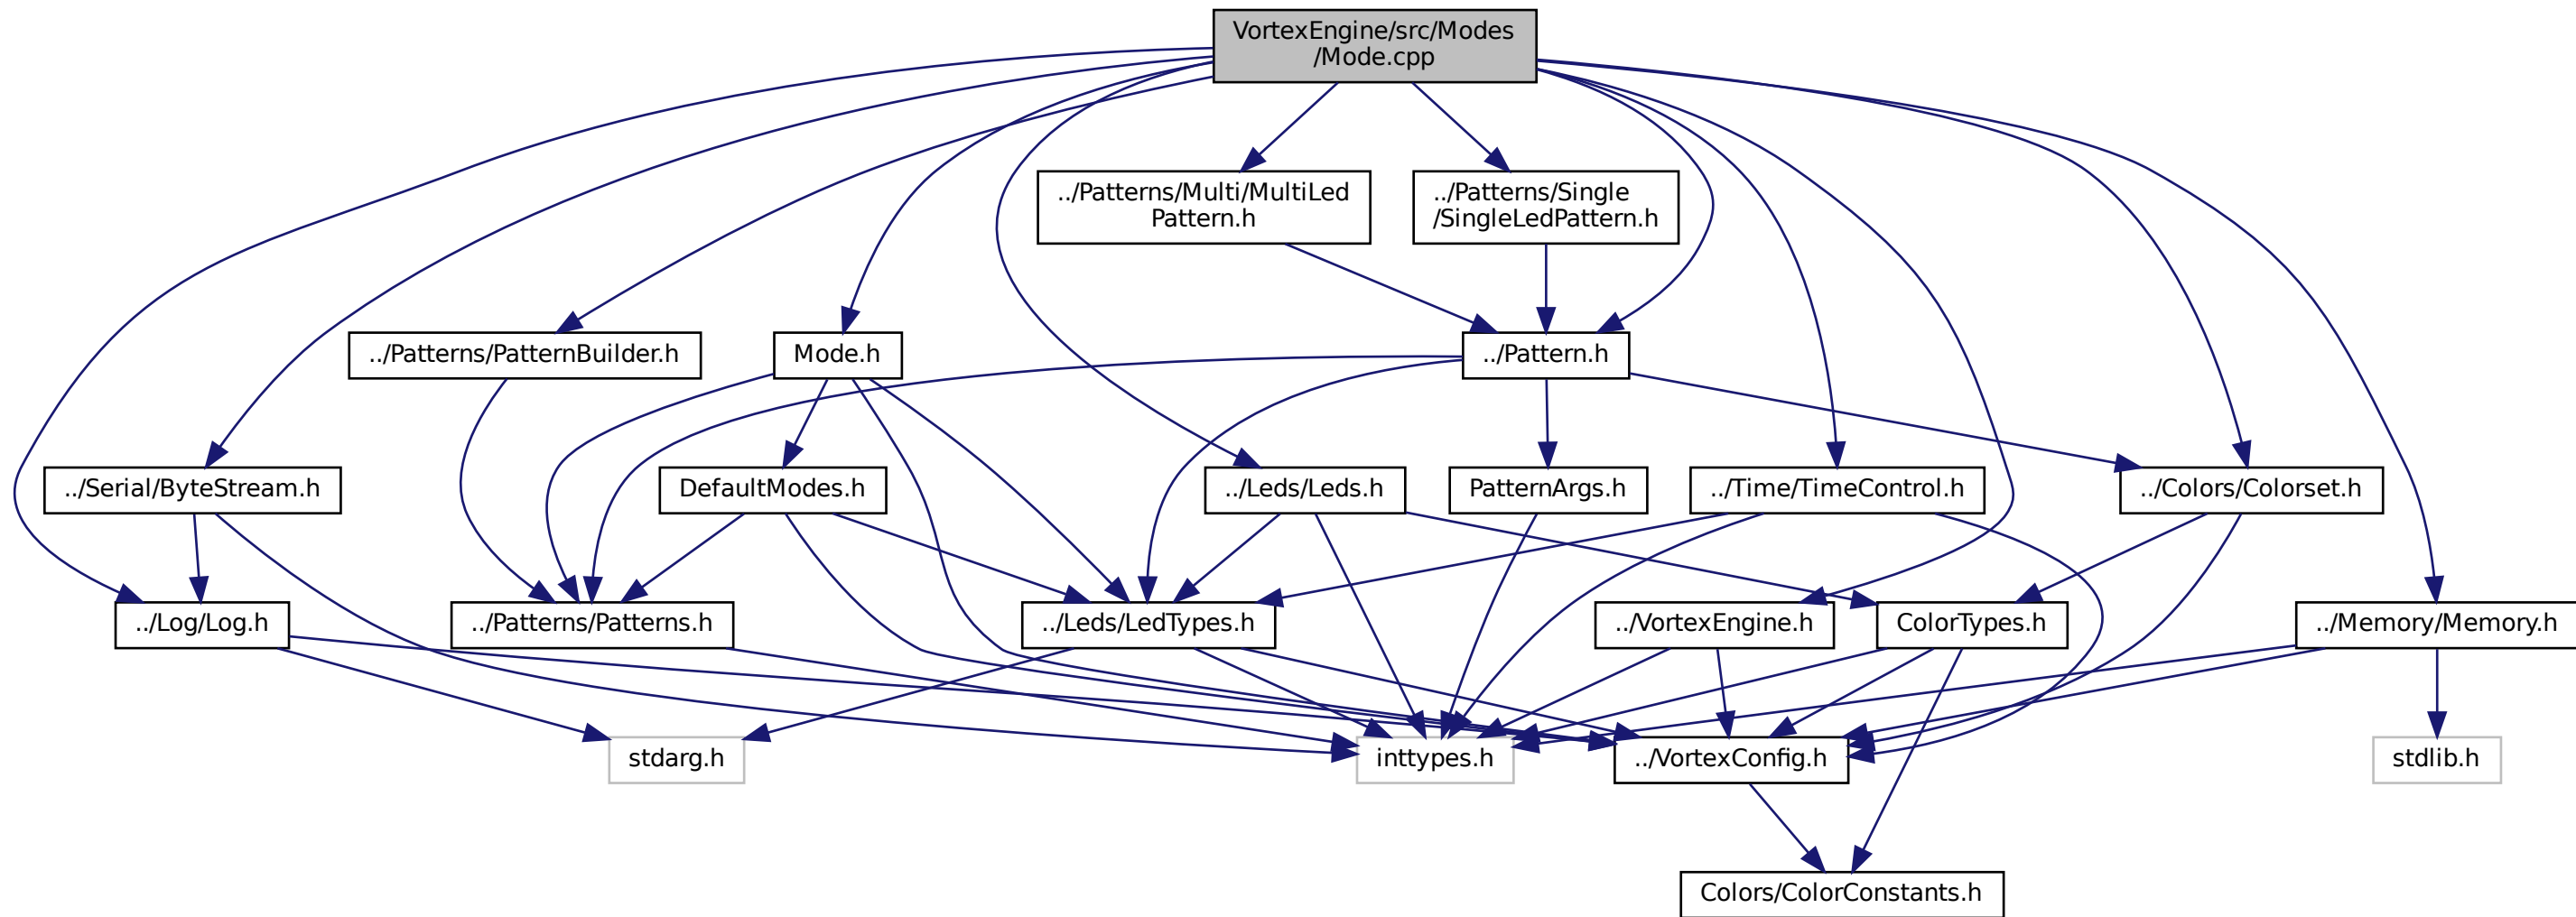 VortexEngine/src/Modes
/Mode.cpp
../Patterns/Multi/MultiLed
Pattern.h
../Patterns/Single
/SingleLedPattern.h
../Patterns/PatternBuilder.h
Mode.h
../Pattern.h
../Serial/ByteStream.h
DefaultModes.h
../Leds/Leds.h
PatternArgs.h
../Time/TimeControl.h
../Colors/Colorset.h
../Log/Log.h
../Patterns/Patterns.h
../Leds/LedTypes.h
../VortexEngine.h
ColorTypes.h
../Memory/Memory.h
stdarg.h
inttypes.h
../VortexConfig.h
stdlib.h
Colors/ColorConstants.h